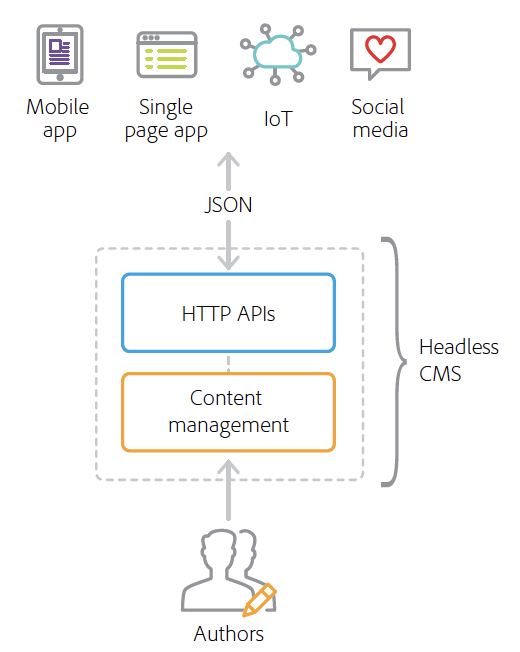 Mobile
app
Single
page app
IoT
Social
media
JSON
HTTP APIs
Content
management
Headless
CMS
Authors